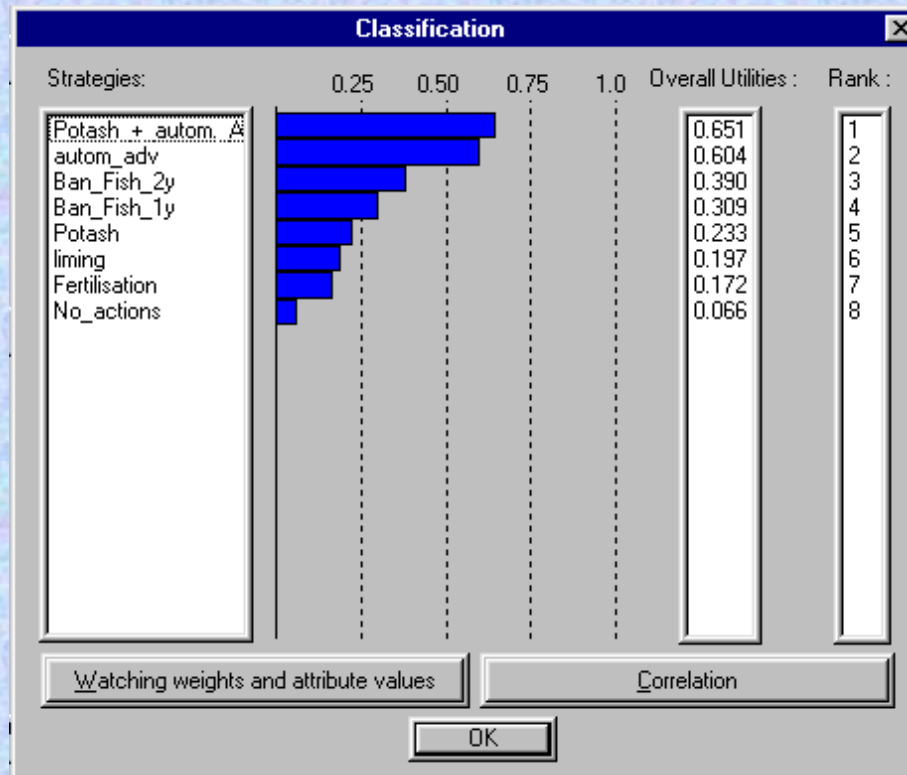 Classification
Strategies:
0.25 0.50 0.75 1.0
Overall Utilities :
Rank :
Potash + autom. A 0.651 1
autom_adv 0.604 2
Ban_Fish_2y 0.390 3
Ban_Fish_1y 0.309 4
Potash 0.233 5
liming 0.197 6
Fertilisation 0.172 7
No_actions 0.066 8
Watching weights and attribute values
Correlation
OK